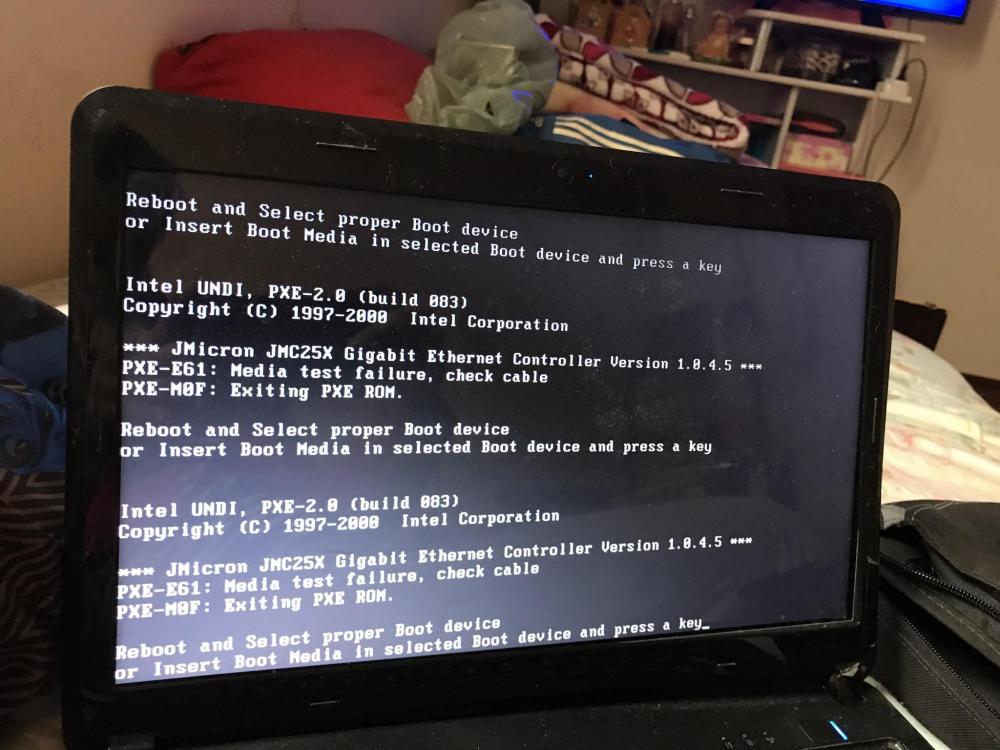 Reboot and Select proper Boot device
or Insert Boot Media in selected Boot device and press a key
Intel UNDI, PXE-2.0 (build 083)
Copyright (C) 1997-2000  Intel Corporation
*** JMicron JMC25X Gigabit Ethernet Controller Version 1.0.4.5 ***
PXE-E61: Media test failure, check cable
PXE-M0F: Exiting PXE ROM.
Reboot and Select proper Boot device
or Insert Boot Media in selected Boot device and press a key
Intel UNDI, PXE-2.0 (build 083)
Copyright (C) 1997-2000  Intel Corporation
*** JMicron JMC25X Gigabit Ethernet Controller Version 1.0.4.5 ***
PXE-E61: Media test failure, check cable
PXE-M0F: Exiting PXE ROM.
Reboot and Select proper Boot device
or Insert Boot Media in selected Boot device and press a key_